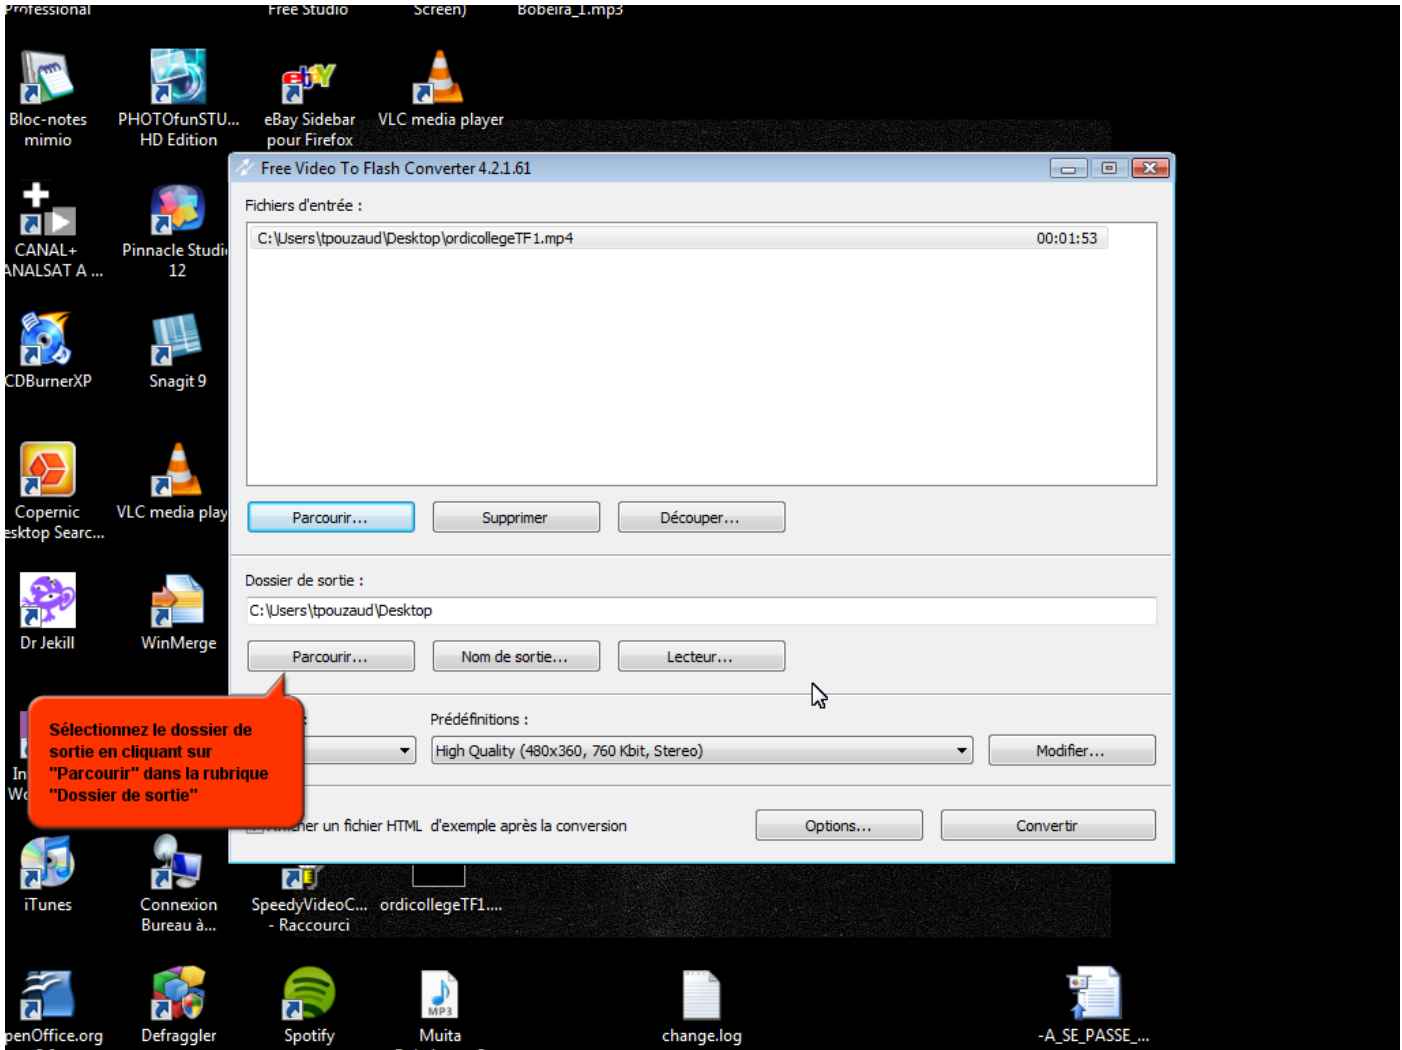 Professional
Free Studio
Screen)
Bobeira_1.mp3
Bloc-notes
mimio
PHOTOfunSTU...
HD Edition
ebY
eBay Sidebar
pour Firefox
VLC media player
Free Video To Flash Converter 4.2.1.61
Fichiers d'entrée :
C:\Users\tpouzaud\Desktop\ordicollegeTF1.mp4 00:01:53
CANAL+
ANALSAT A ...
Pinnacle Studi
12
CDBurnerXP
Snagit 9
Copernic
esktop Searc...
VLC media play
Parcourir... Supprimer Découper...
Dossier de sortie :
C:\Users\tpouzaud\Desktop
Dr Jekill
WinMerge
Parcourir... Nom de sortie... Lecteur...
Sélectionnez le dossier de
sortie en cliquant sur
"Parcourir" dans la rubrique
"Dossier de sortie"
Prédéfinitions :
High Quality (480x360, 760 Kbit, Stereo)
Modifier...
In
Wo
un fichier HTML d'exemple après la conversion
Options... Convertir
iTunes
Connexion
Bureau à...
SpeedyVideoC...
- Raccourci
ordicollegeTF1....
penOffice.org
Defraggler
Spotify
MP3
Muita
change.log
-A_SE_PASSE_...